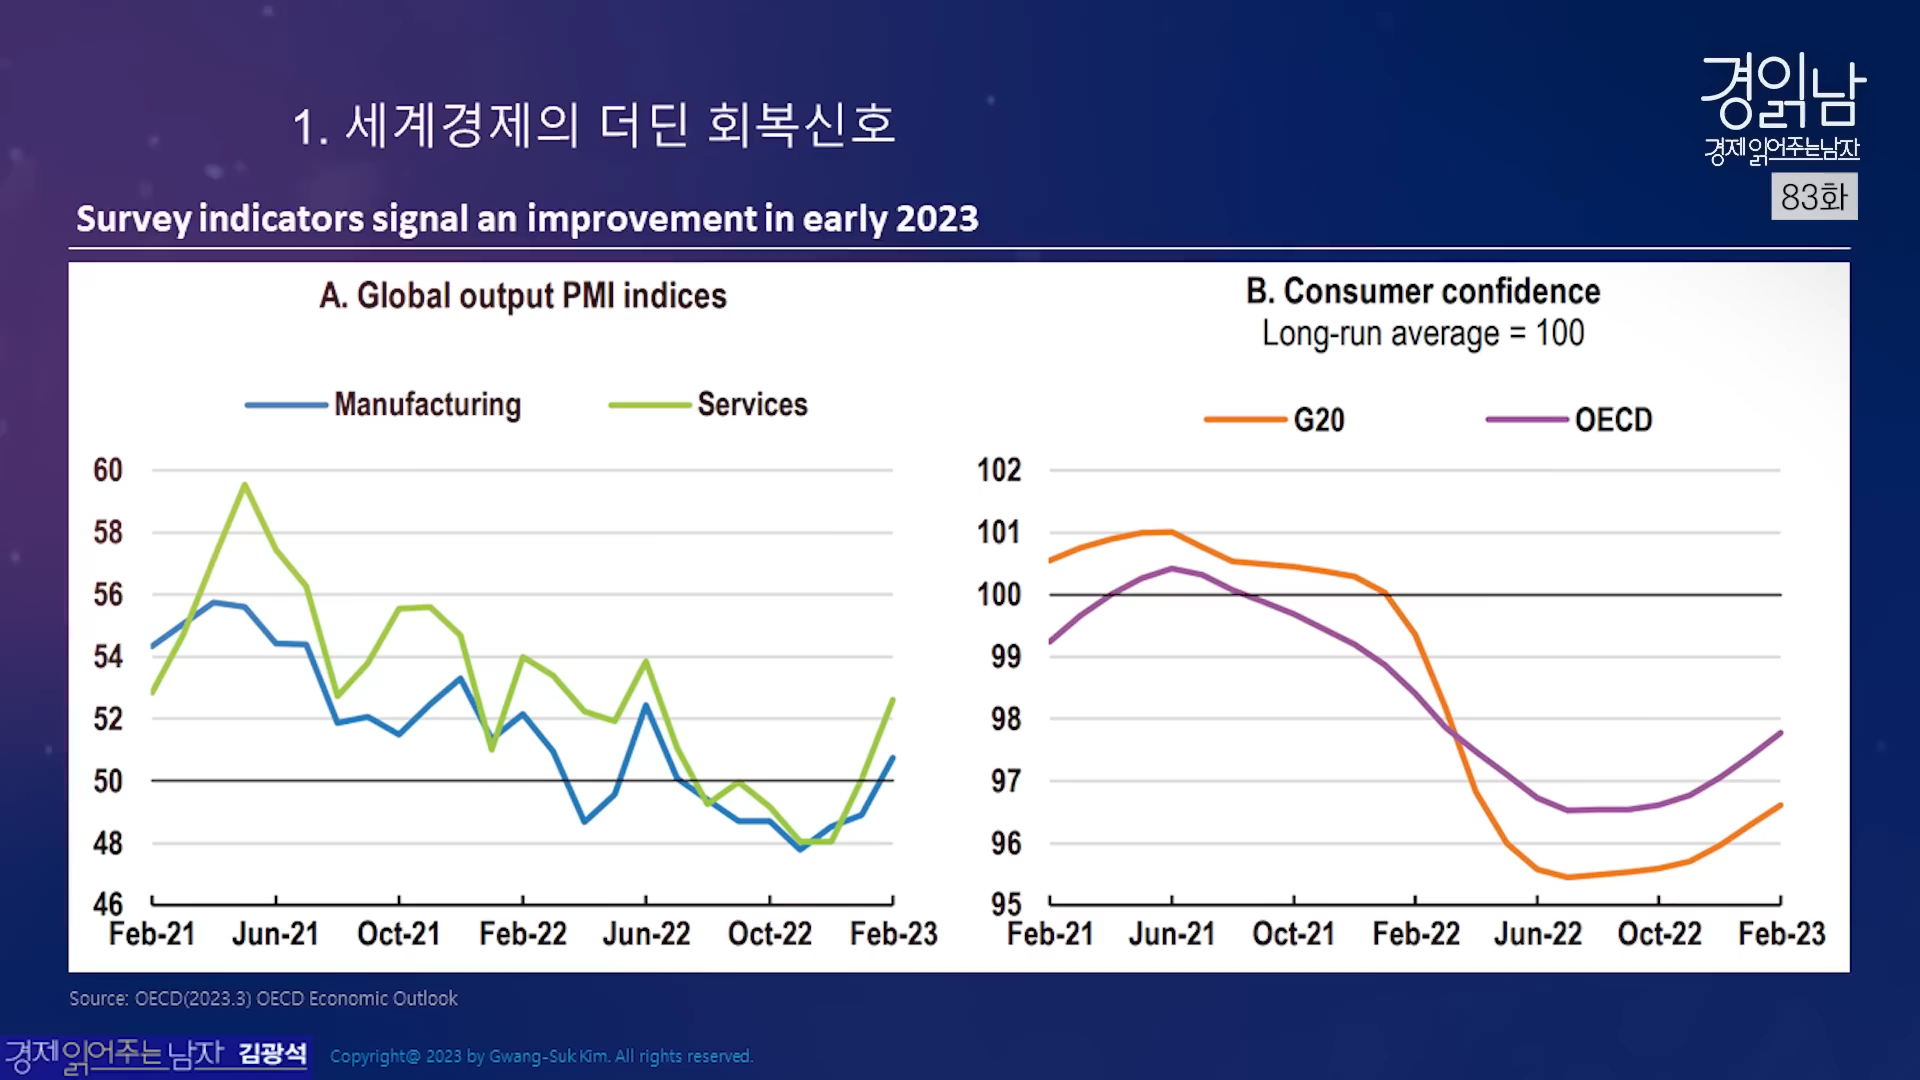 1. 세계경제의 더딘 회복신호
경읽남
경제 읽어주는남자
83화
Survey indicators signal an improvement in early 2023
A. Global output PMI indices
Manufacturing Services
60
58
56
54
52
50
48
46
Feb-21 Jun-21 Oct-21 Feb-22 Jun-22 Oct-22 Feb-23
B. Consumer confidence
Long-run average = 100
G20 OECD
102
101
100
99
98
97
96
95
Feb-21 Jun-21 Oct-21 Feb-22 Jun-22 Oct-22 Feb-23
Source: OECD(2023.3) OECD Economic Outlook
경제읽어주는남자 김광석 Copyright@ 2023 by Gwang-Suk Kim. All rights reserved.